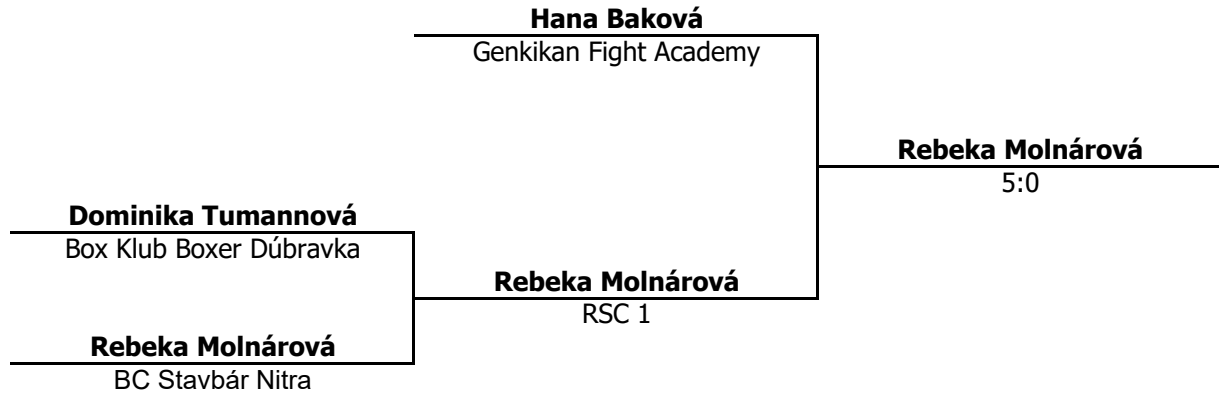 Hana Baková
Genkikan Fight Academy
Rebeka Molnárová
5:0
Dominika Tumannová
Box Klub Boxer Dúbravka
Rebeka Molnárová
RSC 1
Rebeka Molnárová
BC Stavbár Nitra